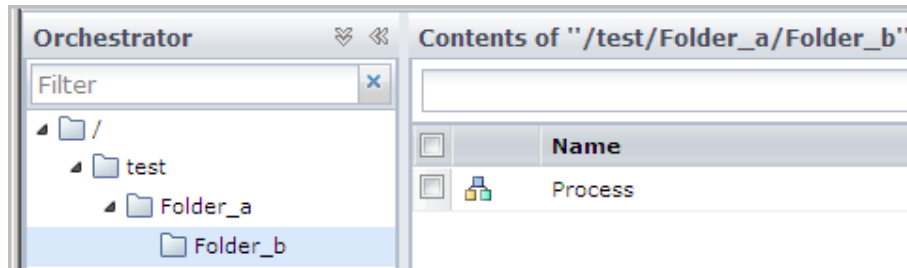 Orchestrator
Filter
/
test
Folder_a
Folder_b
Contents of "/test/Folder_a/Folder_b"
Name
Process